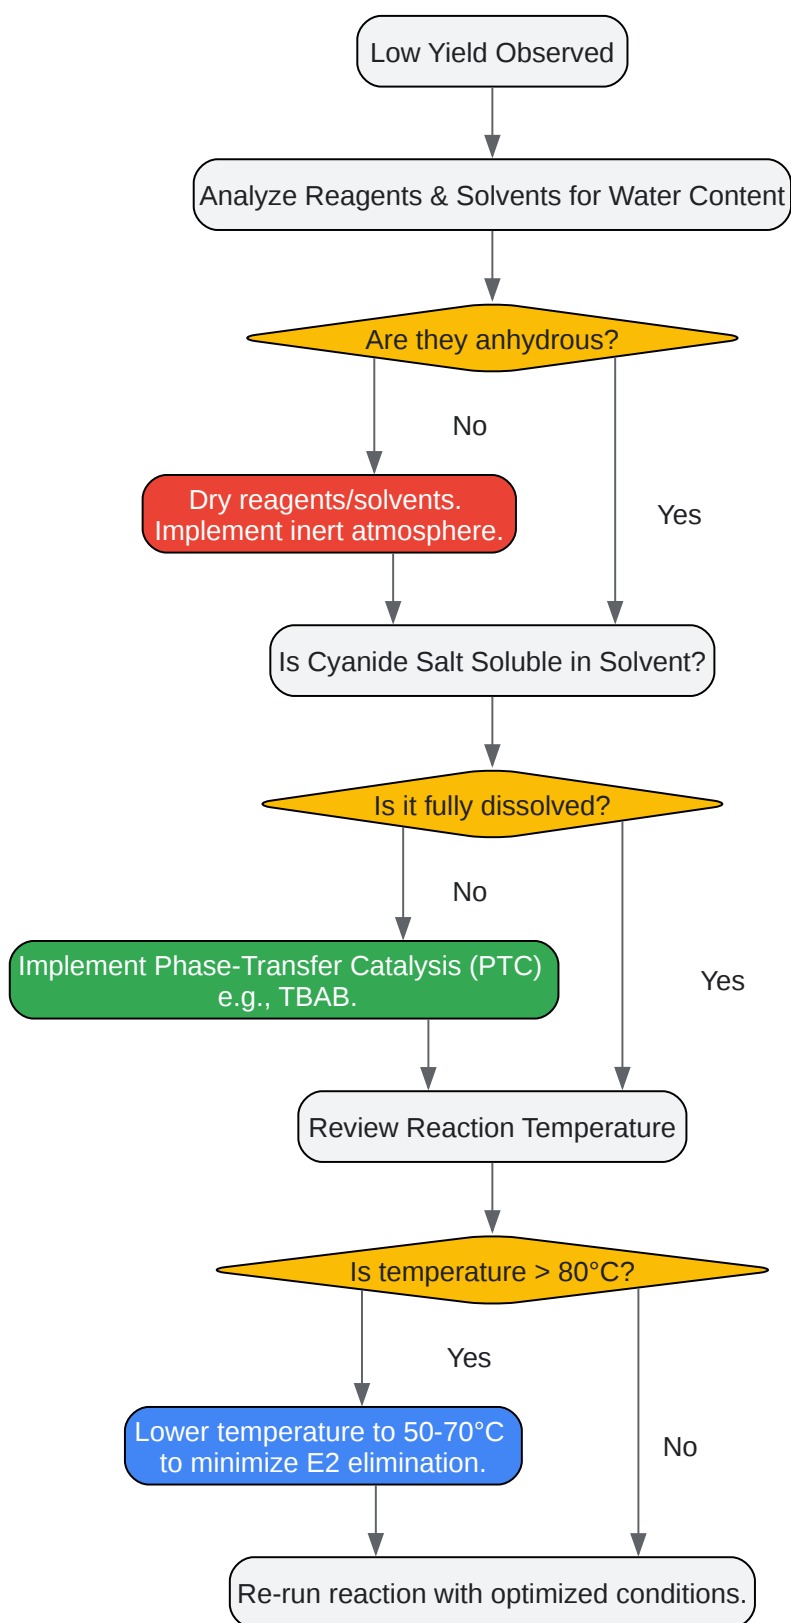 Low Yield Observed
Analyze Reagents & Solvents for Water Content
Are they anhydrous?
No
Dry reagents/solvents.
Implement inert atmosphere.
Yes
Is Cyanide Salt Soluble in Solvent?
Is it fully dissolved?
No
Implement Phase-Transfer Catalysis (PTC)
e.g., TBAB.
Yes
Review Reaction Temperature
Is temperature > 80°C?
Yes
Lower temperature to 50-70°C
to minimize E2 elimination.
No
Re-run reaction with optimized conditions.